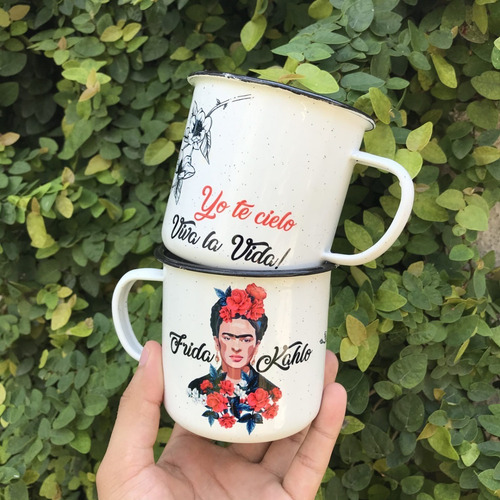 Yo te cielo
Viva la Vida!
Frida Kahlo